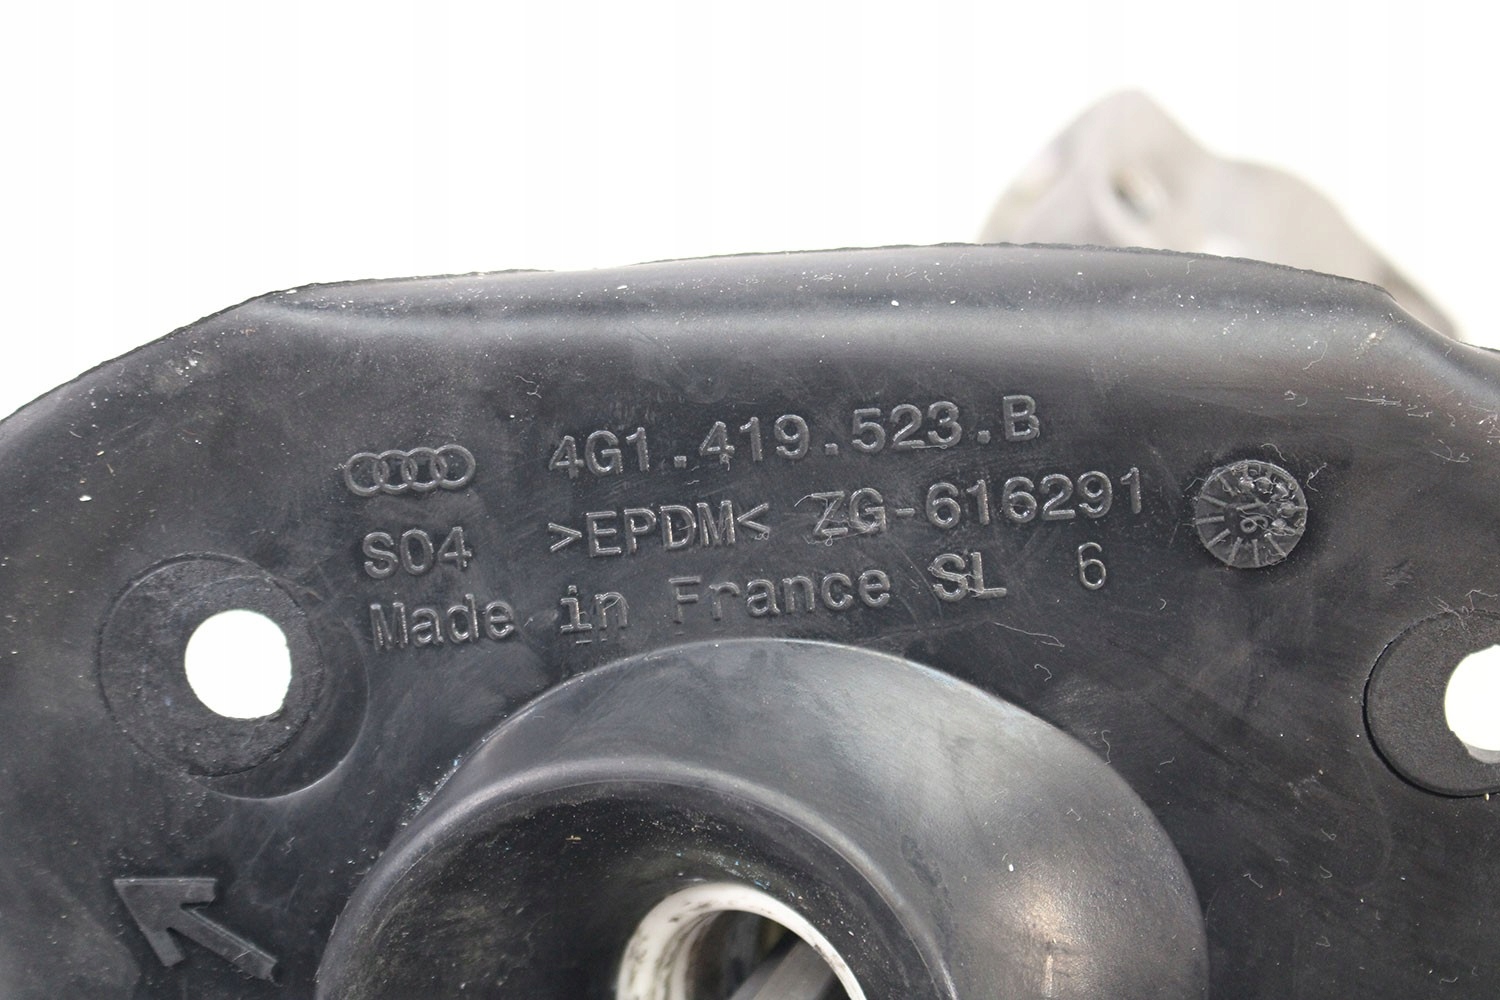 4G1.419.523.B
S04 >EPDM< ZG-616291
Made in France SL 6